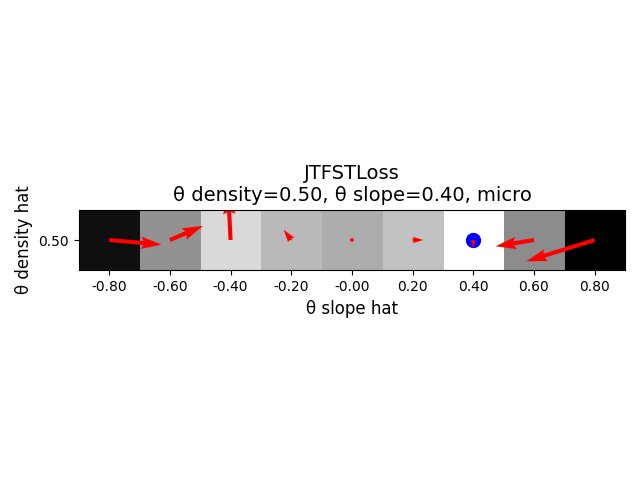 JTFSTLoss
θ density=0.50, θ slope=0.40, micro
θ density hat
0.50
-0.80 -0.60 -0.40 -0.20 -0.00 0.20 0.40 0.60 0.80
θ slope hat